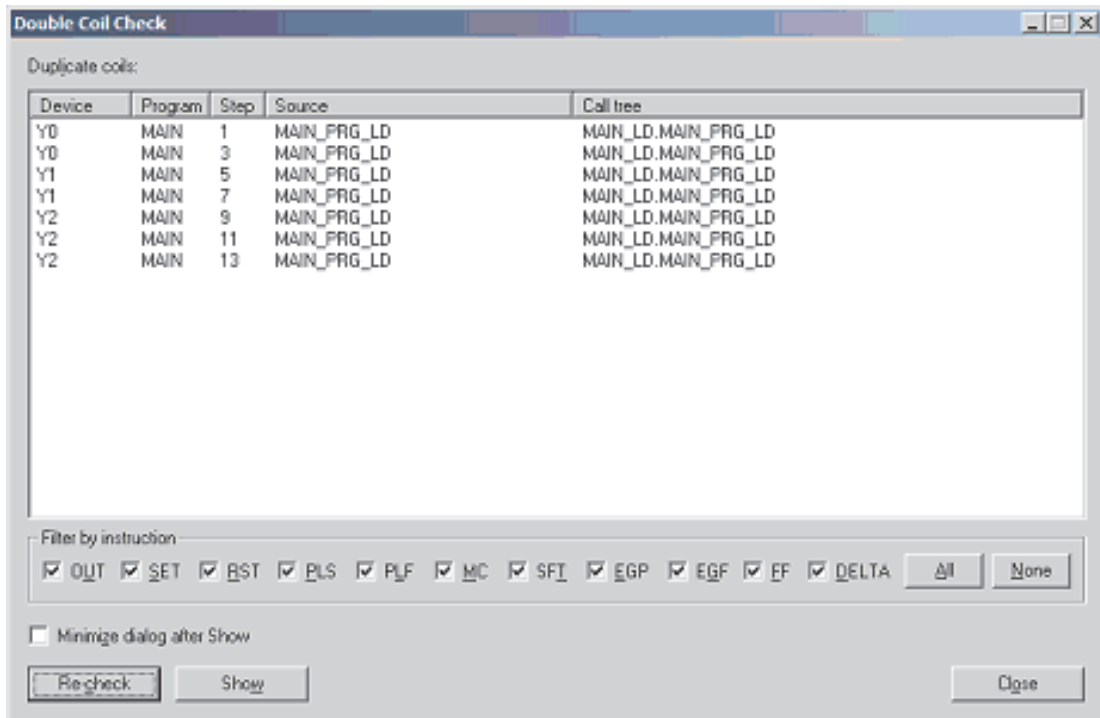 Double Coil Check
Duplicate coils:
Device Program Step Source Call tree
Y0 MAIN 1 MAIN_PRG_LD MAIN_LD.MAIN_PRG_LD
Y0 MAIN 3 MAIN_PRG_LD MAIN_LD.MAIN_PRG_LD
Y1 MAIN 5 MAIN_PRG_LD MAIN_LD.MAIN_PRG_LD
Y1 MAIN 7 MAIN_PRG_LD MAIN_LD.MAIN_PRG_LD
Y2 MAIN 9 MAIN_PRG_LD MAIN_LD.MAIN_PRG_LD
Y2 MAIN 11 MAIN_PRG_LD MAIN_LD.MAIN_PRG_LD
Y2 MAIN 13 MAIN_PRG_LD MAIN_LD.MAIN_PRG_LD
Filter by instruction
OUT SET RST PLS PLF MC SFT EGP EGF FF DELTA All None
Minimize dialog after Show
Re-check Show Close